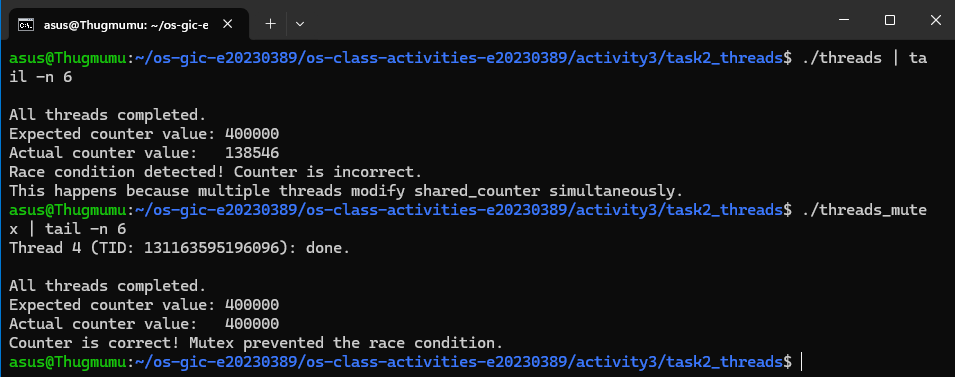 asus@Thugmumu: ~/os-gic-e
asus@Thugmumu:~/os-gic-e20230389/os-class-activities-e20230389/activity3/task2_threads$ ./threads | ta
il -n 6
All threads completed.
Expected counter value: 400000
Actual counter value:   138546
Race condition detected! Counter is incorrect.
This happens because multiple threads modify shared_counter simultaneously.
asus@Thugmumu:~/os-gic-e20230389/os-class-activities-e20230389/activity3/task2_threads$ ./threads_mute
x | tail -n 6
Thread 4 (TID: 131163595196096): done.
All threads completed.
Expected counter value: 400000
Actual counter value:   400000
Counter is correct! Mutex prevented the race condition.
asus@Thugmumu:~/os-gic-e20230389/os-class-activities-e20230389/activity3/task2_threads$